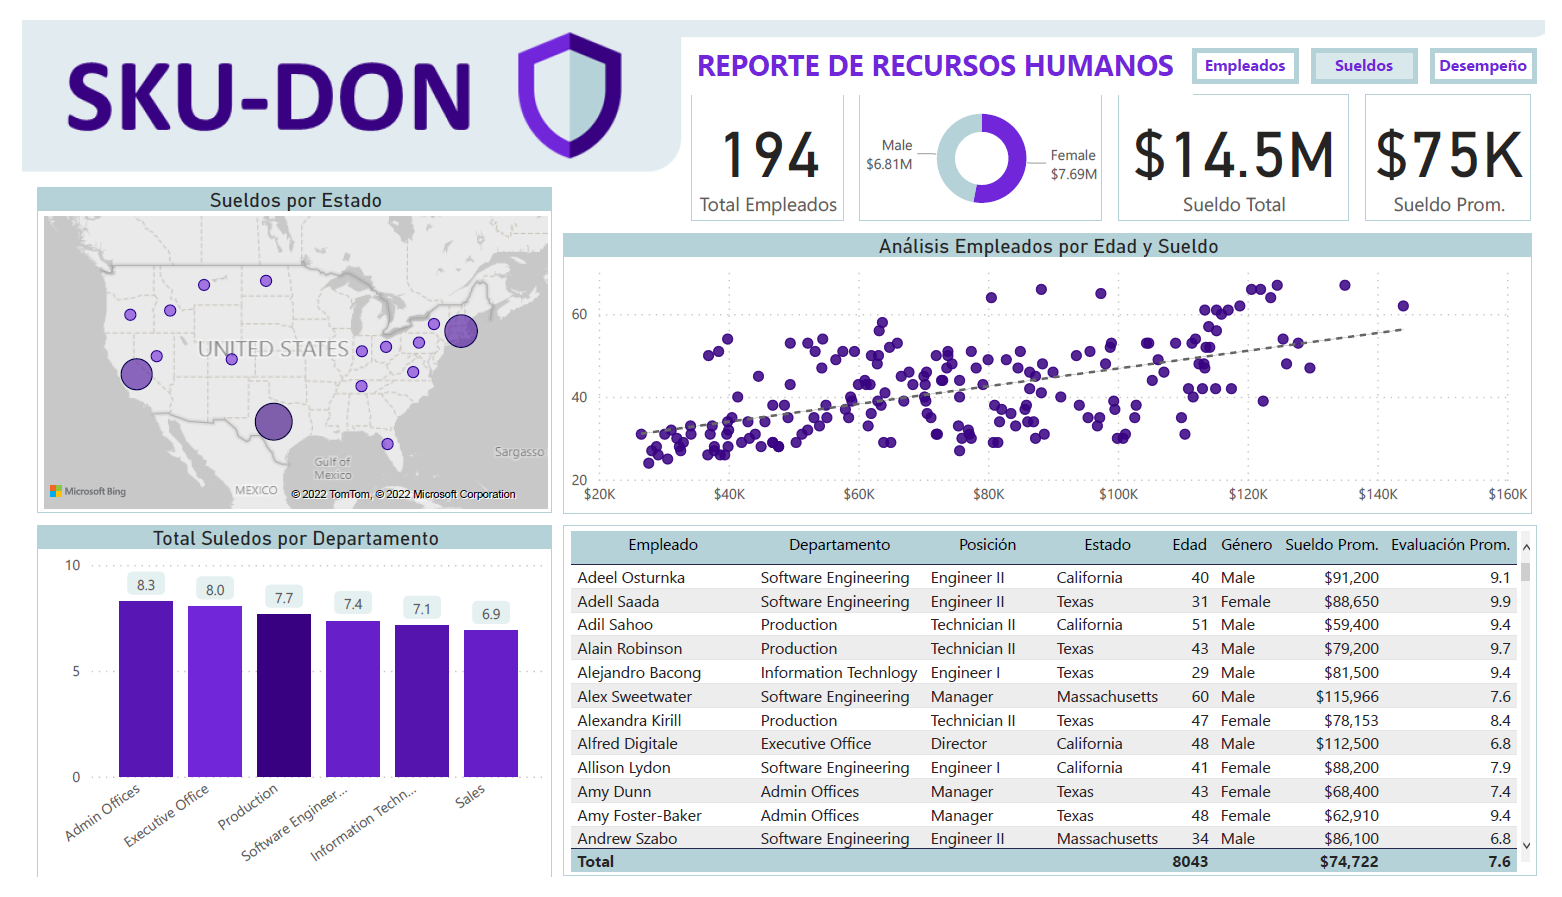 SKU-DON
REPORTE DE RECURSOS HUMANOS
Empleados
Sueldos
Desempeño
194
Total Empleados
Male
$6.81M
Female
$7.69M
$14.5M
Sueldo Total
$75K
Sueldo Prom.
Sueldos por Estado
UNITED STATES
Gulf of
Mexico
MEXICO
Sargasso
Microsoft Bing
© 2022 TomTom, © 2022 Microsoft Corporation
Análisis Empleados por Edad y Sueldo
60
40
20
$20K $40K $60K $80K $100K $120K $140K $160K
Total Suledos por Departamento
10
5
0
8.3 8.0 7.7 7.4 7.1 6.9
Admin Offices
Executive Office
Production
Software Engineer...
Information Techn...
Sales
Empleado Departamento Posición Estado Edad Género Sueldo Prom. Evaluación Prom.
Adeel Osturnka Software Engineering Engineer II California 40 Male $91,200 9.1
Adell Saada Software Engineering Engineer II Texas 31 Female $88,650 9.9
Adil Sahoo Production Technician II California 51 Male $59,400 9.4
Alain Robinson Production Technician II Texas 43 Male $79,200 9.7
Alejandro Bacong Information Technlogy Engineer I Texas 29 Male $81,500 9.4
Alex Sweetwater Software Engineering Manager Massachusetts 60 Male $115,966 7.6
Alexandra Kirill Production Technician II Texas 47 Female $78,153 8.4
Alfred Digitale Executive Office Director California 48 Male $112,500 6.8
Allison Lydon Software Engineering Engineer I California 41 Female $88,200 7.9
Amy Dunn Admin Offices Manager Texas 43 Female $68,400 7.4
Amy Foster-Baker Admin Offices Manager Texas 48 Female $62,910 9.4
Andrew Szabo Software Engineering Engineer II Massachusetts 34 Male $86,100 6.8
Total 8043 $74,722 7.6